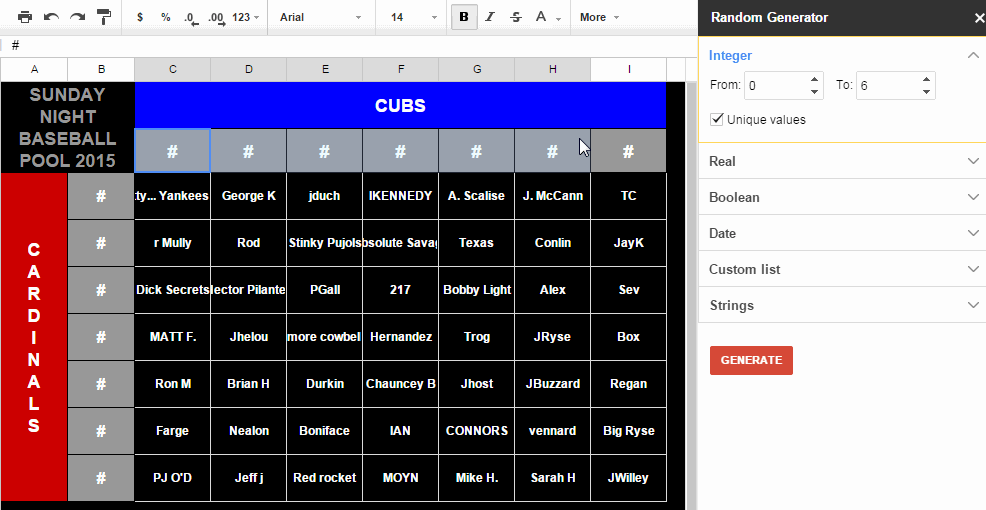 $ % .0 .00 123 Arial 14 B I S A More
Random Generator
#
A B C D E F G H I
SUNDAY
NIGHT
BASEBALL
POOL 2015
CUBS
# # # # # # #
CARDINALS
# ty... Yankees George K jduch IKENNEDY A. Scalise J. McCann TC
# r Mully Rod Stinky Pujols bsolute Savag Texas Conlin JayK
# Dick Secrets lector Pilante PGall 217 Bobby Light Alex Sev
# MATT F. Jhelou more cowbell Hernandez Trog JRyse Box
# Ron M Brian H Durkin Chauncey B Jhost JBuzzard Regan
# Farge Nealon Boniface IAN CONNORS vennard Big Ryse
# PJ O'D Jeff j Red rocket MOYN Mike H. Sarah H JWilley
Integer
From: 0 To: 6
Unique values
Real
Boolean
Date
Custom list
Strings
GENERATE